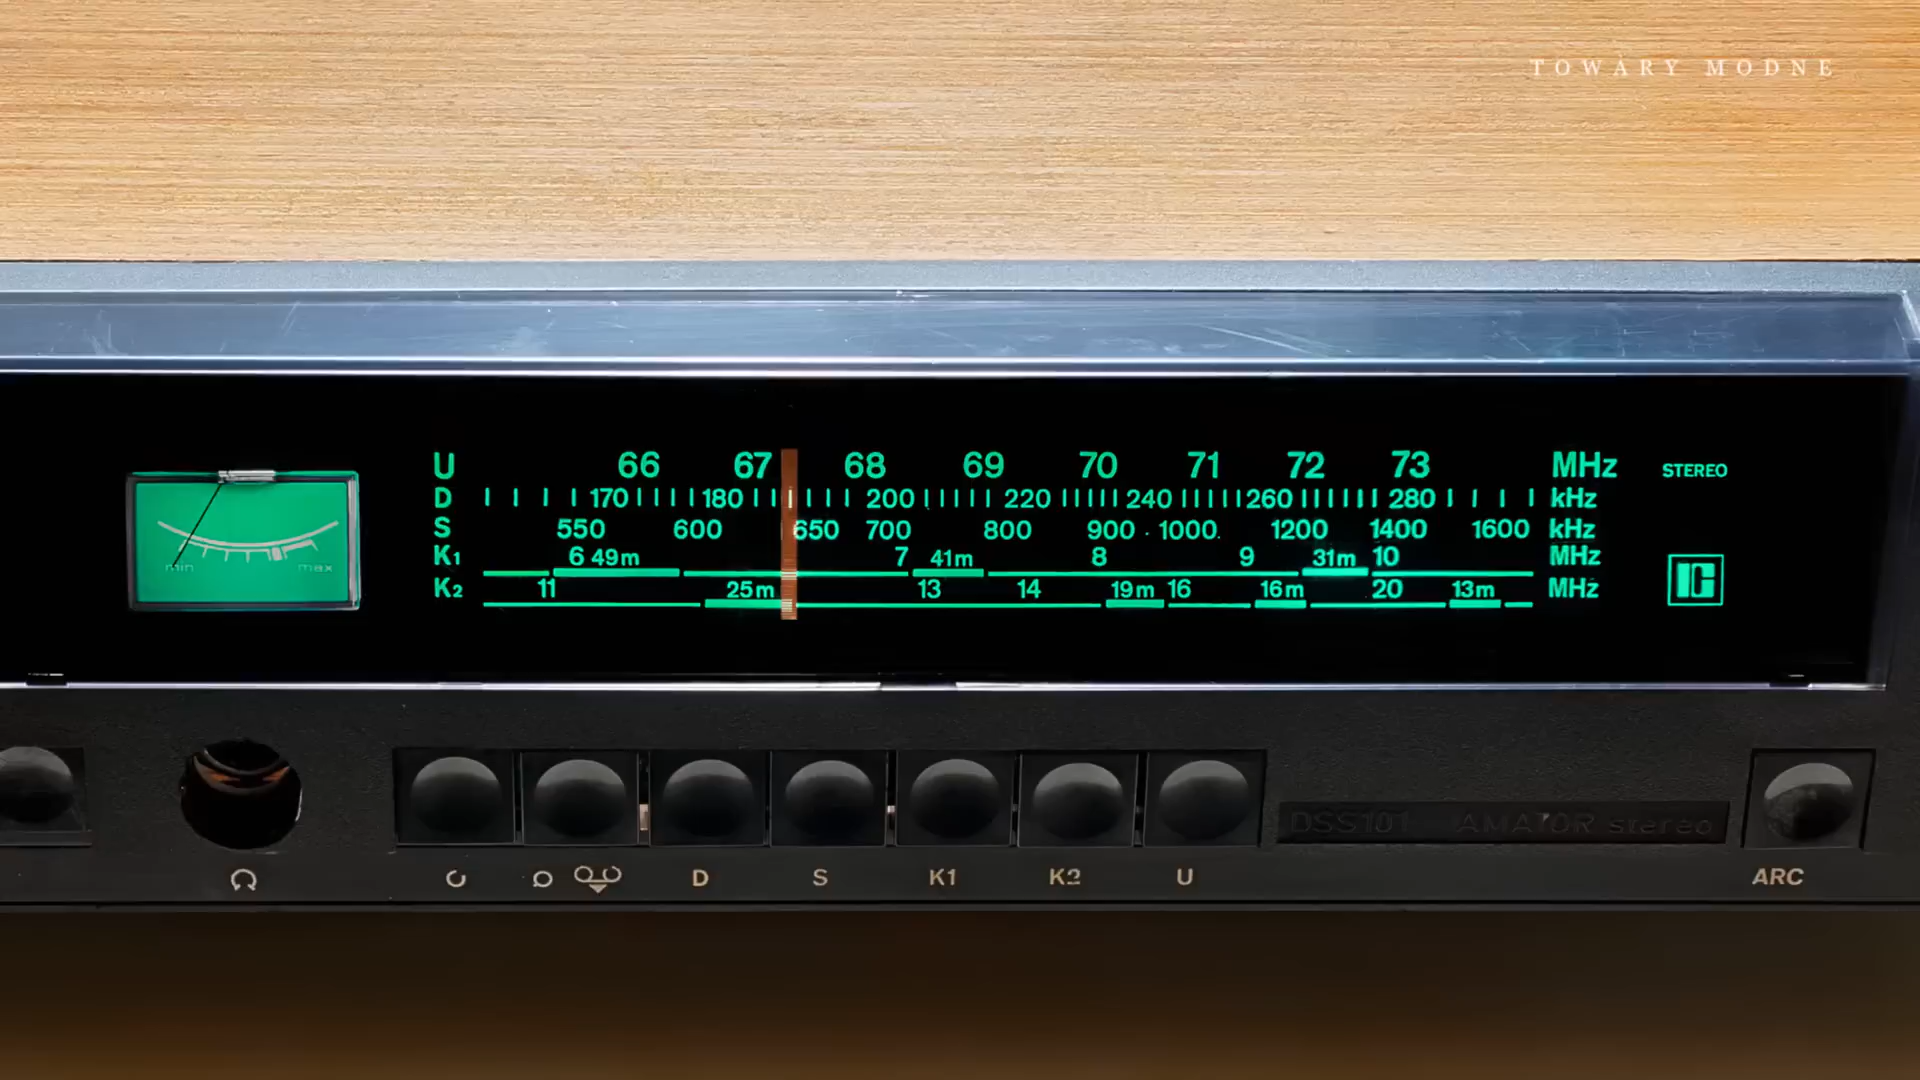 TOWARY MODNE
U 66 67 68 69 70 71 72 73 MHz STEREO
D 170 180 200 220 240 260 280 kHz
S 550 600 650 700 800 900 1000 1200 1400 1600 kHz
K1 6 49m 7 41m 8 9 31m 10 MHz
K2 11 25m 13 14 19m 16 16m 20 13m MHz
min max
DSS101 AMATOR stereo
D S K1 K2 U ARC